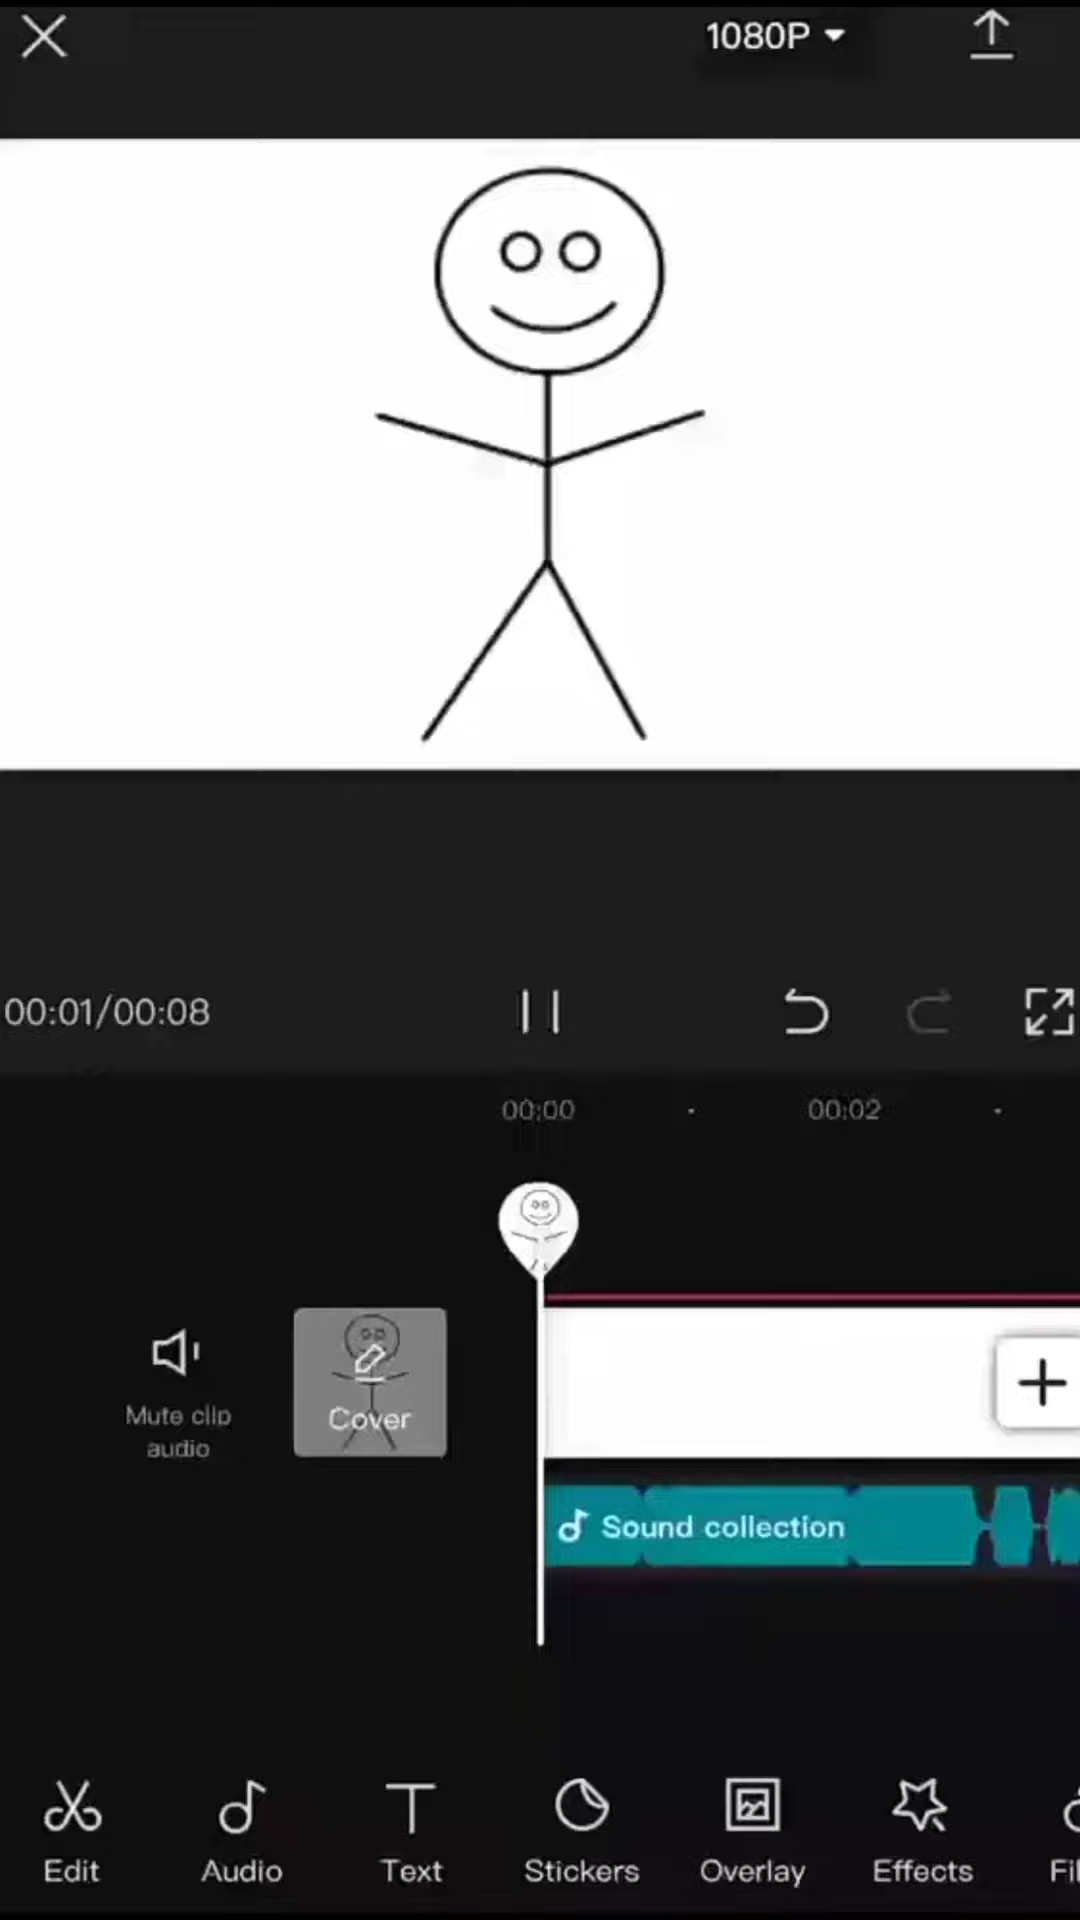 1080P
00:01/00:08
00:00
00:02
Mute clip
audio
Cover
Sound collection
Edit
Audio
Text
Stickers
Overlay
Effects